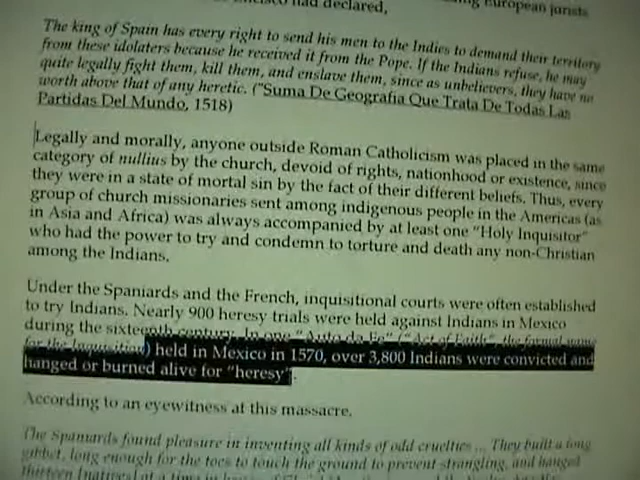 had declared,
European jurists
The king of Spain has every right to send his men to the Indies to demand their territory
from these idolaters because he received it from the Pope. If the Indians refuse, he may
quite legally fight them, kill them, and enslave them, since as unbelievers, they have no
worth above that of any heretic. ("Suma De Geografia Que Trata De Todas Las
Partidas Del Mundo, 1518)
Legally and morally, anyone outside Roman Catholicism was placed in the same
category of nullius by the church, devoid of rights, nationhood or existence, since
they were in a state of mortal sin by the fact of their different beliefs. Thus, every
group of church missionaries sent among indigenous people in the Americas (as
in Asia and Africa) was always accompanied by at least one "Holy Inquisitor"
who had the power to try and condemn to torture and death any non-Christian
among the Indians.
Under the Spaniards and the French, inquisitional courts were often established
to try Indians. Nearly 900 heresy trials were held against Indians in Mexico
during the sixteenth century. In one "Auto da Fe" ("Act of Faith", the formal name
for the Inquisition) held in Mexico in 1570, over 3,800 Indians were convicted and
hanged or burned alive for "heresy".
According to an eyewitness at this massacre.
The Spaniards found pleasure in inventing all kinds of odd cruelties ... They built a long
gibbet, long enough for the toes to touch the ground to prevent strangling, and hanged
thirteen [natives] at a time in